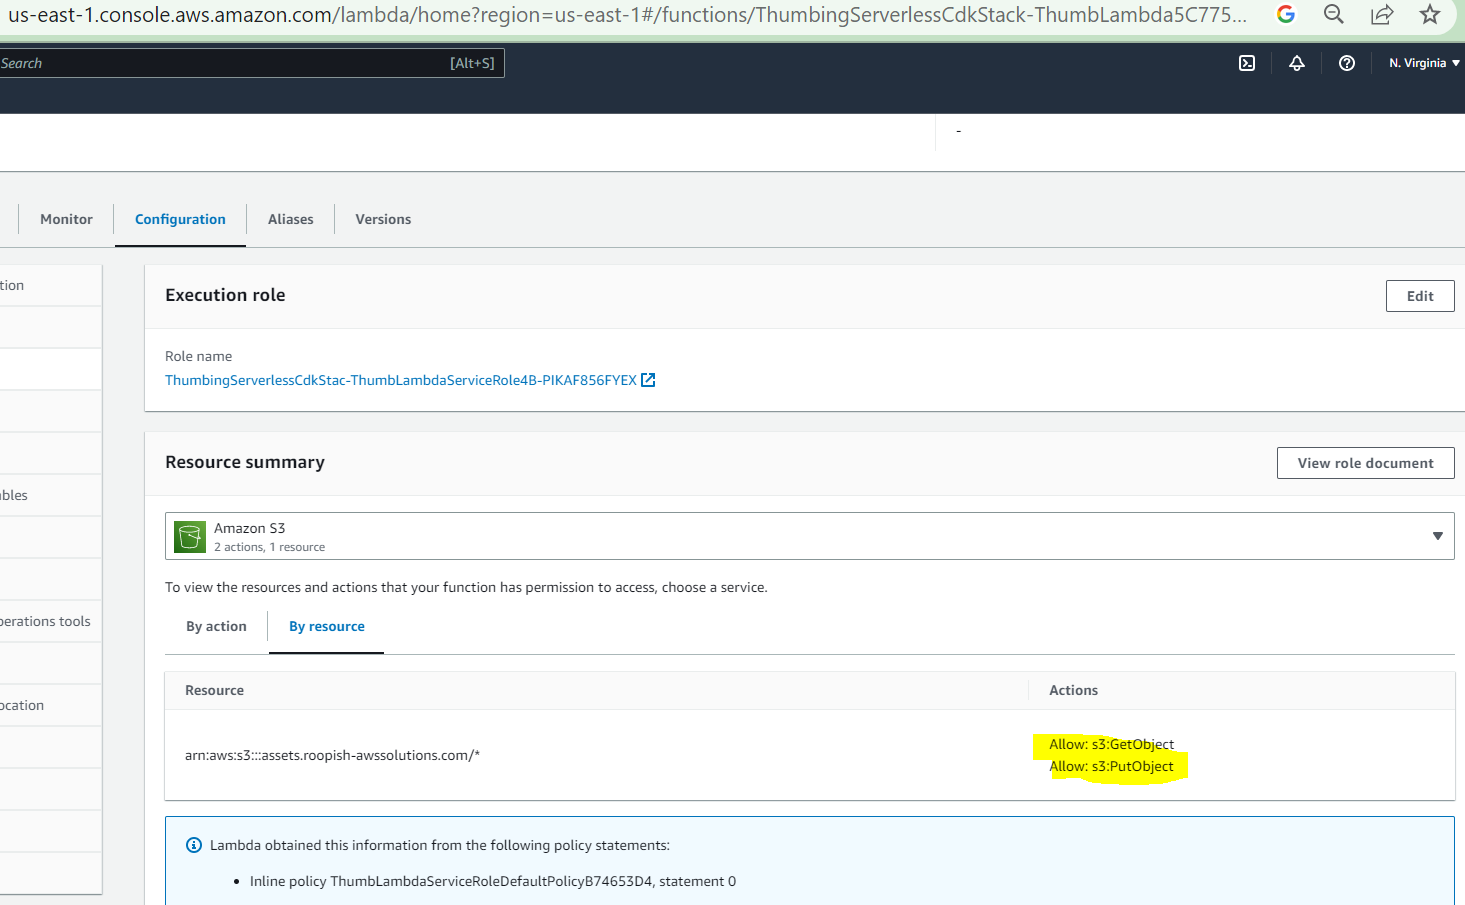 us-east-1.console.aws.amazon.com/lambda/home?region=us-east-1#/functions/ThumbingServerlessCdkStack-ThumbLambda5C775...
Search [Alt+S] N. Virginia
-
Monitor Configuration Aliases Versions
tion
Execution role Edit
Role name
ThumbingServerlessCdkStac-ThumbLambdaServiceRole4B-PIKAF856FYEX
Resource summary View role document
bles
Amazon S3
2 actions, 1 resource
To view the resources and actions that your function has permission to access, choose a service.
perations tools
By action By resource
Resource Actions
ocation
Allow: s3:GetObject
arn:aws:s3:::assets.roopish-awssolutions.com/*
Allow: s3:PutObject
Lambda obtained this information from the following policy statements:
• Inline policy ThumbLambdaServiceRoleDefaultPolicyB74653D4, statement 0